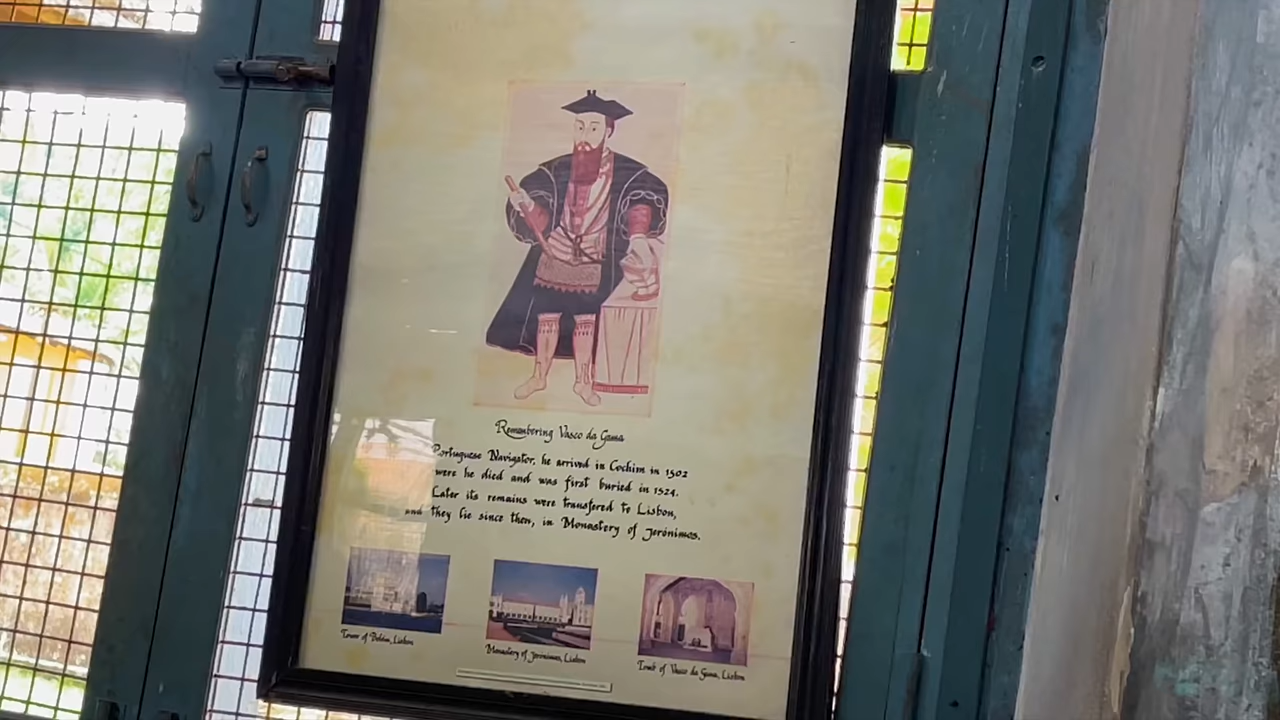 Remembering Vasco da Gama
Portuguese Navigator, he arrived in Cochim in 1502
were he died and was first buried in 1524.
Later its remains were transfered to Lisbon,
and they lie since then, in Monastery of Jerónimos.
Tower of Belém, Lisbon
Monastery of Jerónimos, Lisbon
Tomb of Vasco da Gama, Lisbon